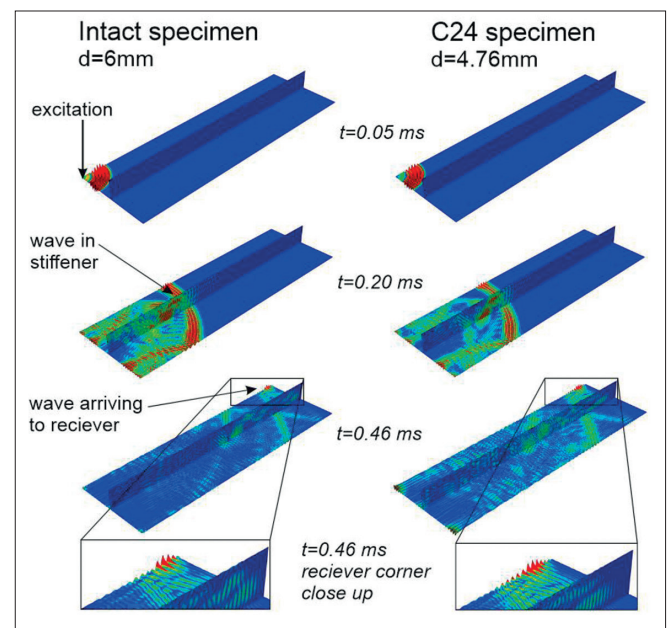 Intact specimen
d=6mm
C24 specimen
d=4.76mm
excitation
t=0.05 ms
wave in
stiffener
t=0.20 ms
wave arriving
to reciever
t=0.46 ms
t=0.46 ms
reciever corner
close up